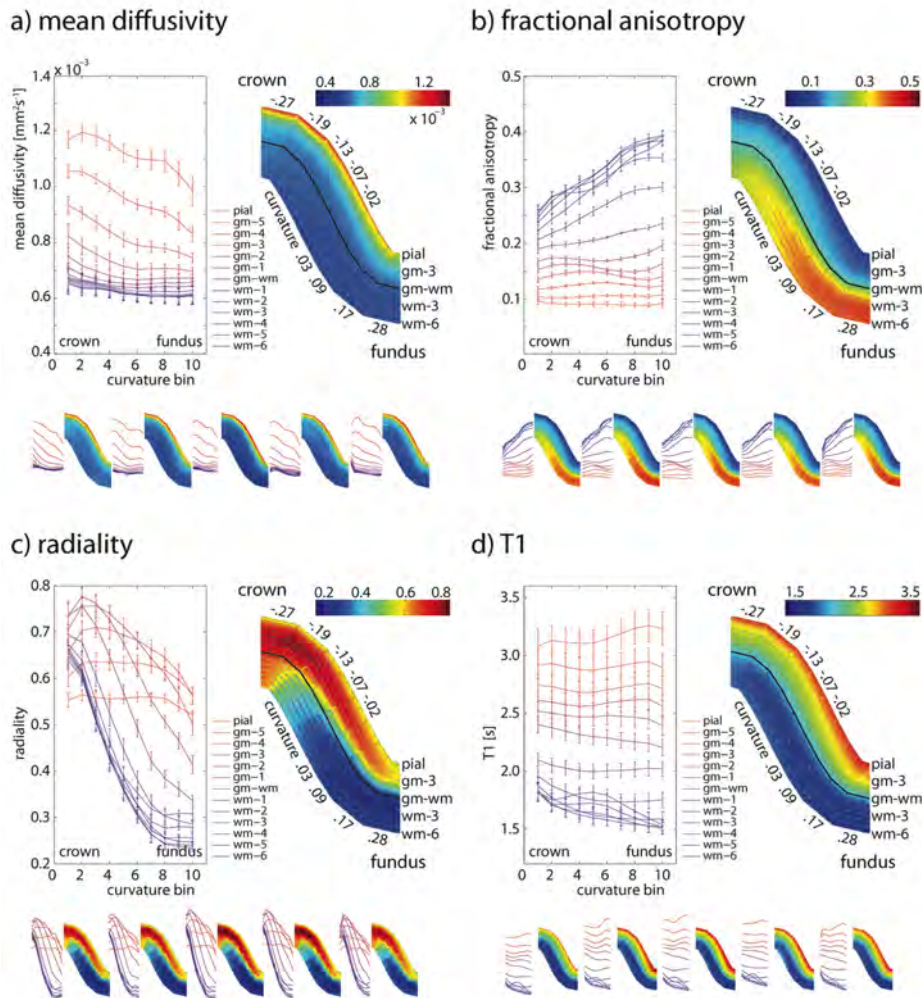 a) mean diffusivity
1.4
× 10⁻³
1.2
1.0
0.8
0.6
0.4
mean diffusivity [mm²s⁻¹]
crown
fundus
0 2 4 6 8 10
curvature bin
pial
gm−5
gm−4
gm−3
gm−2
gm−1
gm−wm
wm−1
wm−2
wm−3
wm−4
wm−5
wm−6
crown
0.4 0.8 1.2
× 10⁻³
-.27
-.19
-.13
-.07
-.02
curvature
.03
.09
.17
.28
pial
gm-3
gm-wm
wm-3
wm-6
fundus
b) fractional anisotropy
0.5
0.4
0.3
0.2
0.1
fractional anisotropy
crown
fundus
0 2 4 6 8 10
curvature bin
pial
gm−5
gm−4
gm−3
gm−2
gm−1
gm−wm
wm−1
wm−2
wm−3
wm−4
wm−5
wm−6
crown
0.1 0.3 0.5
-.27
-.19
-.13
-.07
-.02
curvature
.03
.09
.17
.28
pial
gm-3
gm-wm
wm-3
wm-6
fundus
c) radiality
0.8
0.7
0.6
0.5
0.4
0.3
0.2
radiality
crown
fundus
0 2 4 6 8 10
curvature bin
pial
gm−5
gm−4
gm−3
gm−2
gm−1
gm−wm
wm−1
wm−2
wm−3
wm−4
wm−5
wm−6
crown
0.2 0.4 0.6 0.8
-.27
-.19
-.13
-.07
-.02
curvature
.03
.09
.17
.28
pial
gm-3
gm-wm
wm-3
wm-6
fundus
d) T1
3.5
3.0
2.5
2.0
1.5
T1 [s]
crown
fundus
0 2 4 6 8 10
curvature bin
pial
gm−5
gm−4
gm−3
gm−2
gm−1
gm−wm
wm−1
wm−2
wm−3
wm−4
wm−5
wm−6
crown
1.5 2.5 3.5
-.27
-.19
-.13
-.07
-.02
curvature
.03
.09
.17
.28
pial
gm-3
gm-wm
wm-3
wm-6
fundus